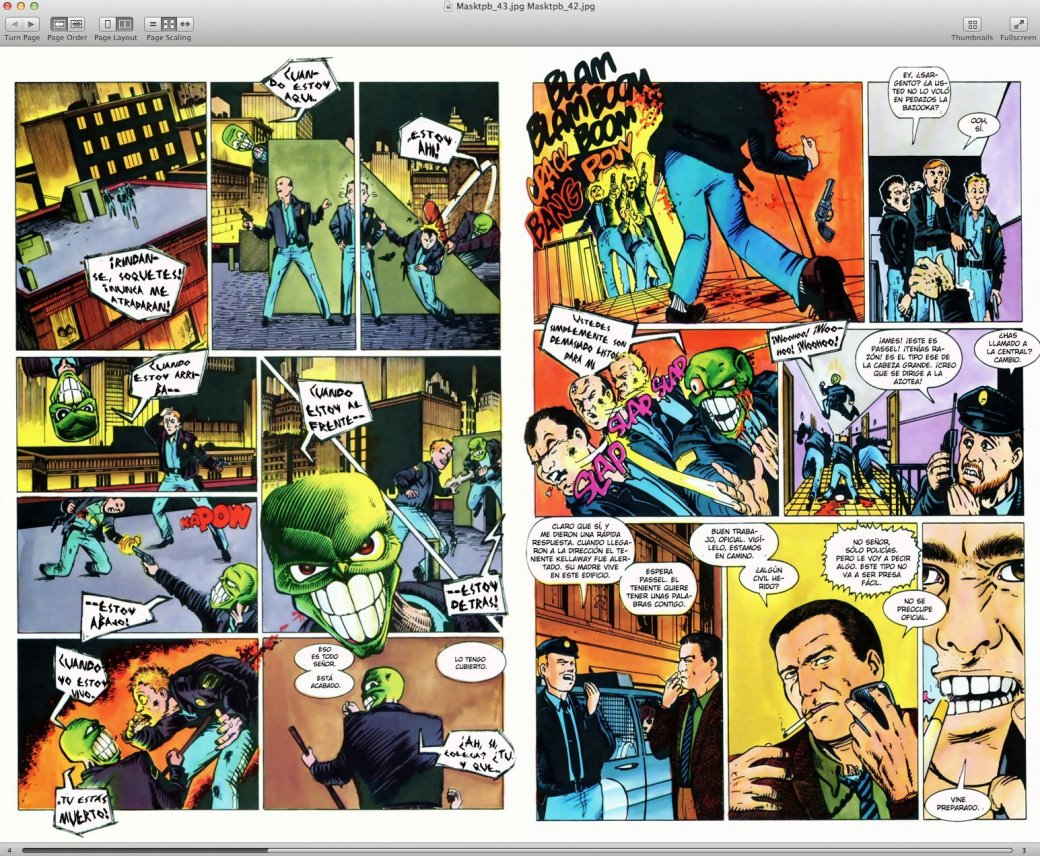 Masktpb_43.jpg Masktpb_42.jpg
Turn Page
Page Order
Page Layout
Page Scaling
Thumbnails
Fullscreen
¡RINDÁN-
SE, SOQUETES!
¡NUNCA ME
ATRAPARÁN!
CUAN-
DO ESTOY
AQUÍ..
-ESTOY
AHÍ!
CUANDO
ESTOY ARRI-
BA--
KAPOW
--ESTOY
ABAJO!
CUANDO
ESTOY AL
FRENTE--
--ESTOY
DETRÁS!
CUANDO
YO ESTOY
VIVO..
.TU ESTÁS
MUERTO!
ESO
ES TODO
SEÑOR.
ESTÁ
ACABADO.
LO TENGO
CUBIERTO.
¿AH, SI,
COLEGA? ¿TU
Y QUE..
BLAM
BLAM BOOM
BOOM
CRACK
POW
BANG
EY, ¿SAR-
GENTO? ¿A US-
TED NO LO VOLÓ
EN PEDAZOS LA
BAZOOKA?
OOH,
SÍ.
USTEDES
SIMPLEMENTE SON
DEMASIADO LISTOS
PARA MI
SLAP
SLAP
SLAP
¡WOOHOO! ¡WOO-
HOO! ¡WOOHOO!
¡AMES! ¡ESTE ES
PASSEL! ¡TENÍAS RA-
ZÓN! ES EL TIPO ESE DE
LA CABEZA GRANDE. ¡CREO
QUE SE DIRIGE A LA
AZOTEA!
¿HAS
LLAMADO A
LA CENTRAL?
CAMBIO.
CLARO QUE SÍ, Y
ME DIERON UNA RÁPIDA
RESPUESTA. CUANDO LLEGA-
RON A LA DIRECCIÓN EL TE-
NIENTE KELLAWAY FUE ALER-
TADO. SU MADRE VIVE
EN ESTE EDIFICIO.
ESPERA
PASSEL. EL
TENIENTE QUIERE
TENER UNAS PALA-
BRAS CONTIGO.
BUEN TRABA-
JO, OFICIAL. VIGÍ-
LELO, ESTAMOS
EN CAMINO.
¿ALGÚN
CIVIL HE-
RIDO?
NO SEÑOR,
SÓLO POLICÍAS.
PERO LE VOY A DECIR
ALGO. ESTE TIPO NO
VA A SER PRESA
FÁCIL.
NO SE
PREOCUPE
OFICIAL.
VINE
PREPARADO.
4
3